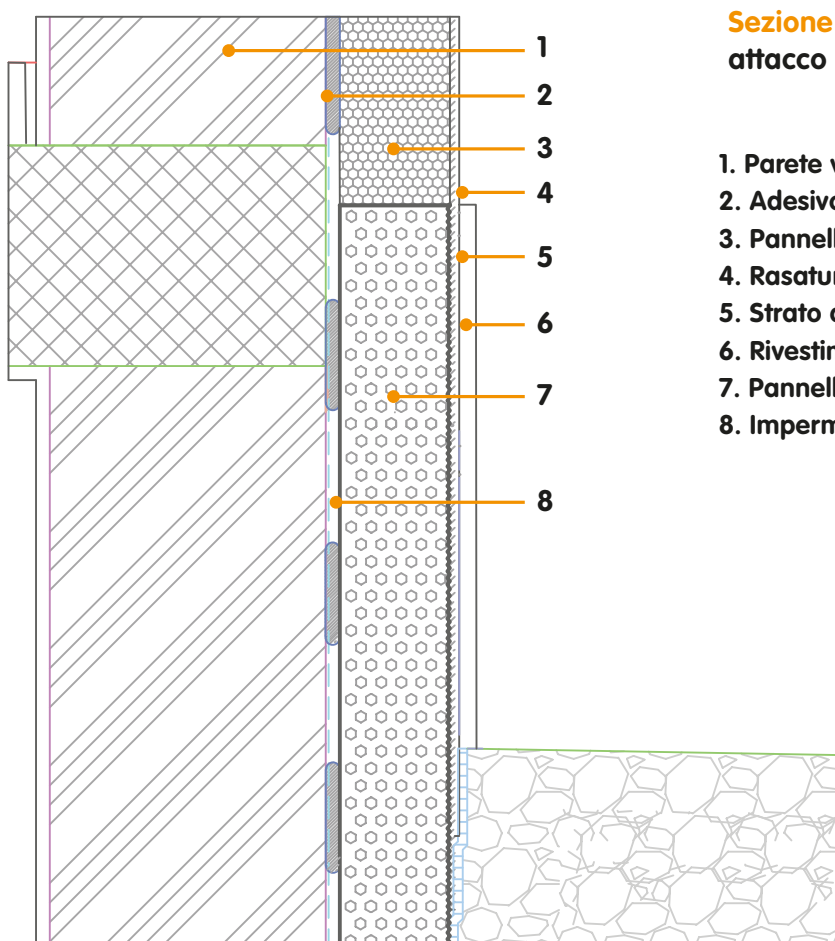 Sezione
attacco
1
2
3
4
5
6
7
8
1. Parete
2. Adesivo
3. Pannell
4. Rasatur
5. Strato
6. Rivestin
7. Pannell
8. Imperm